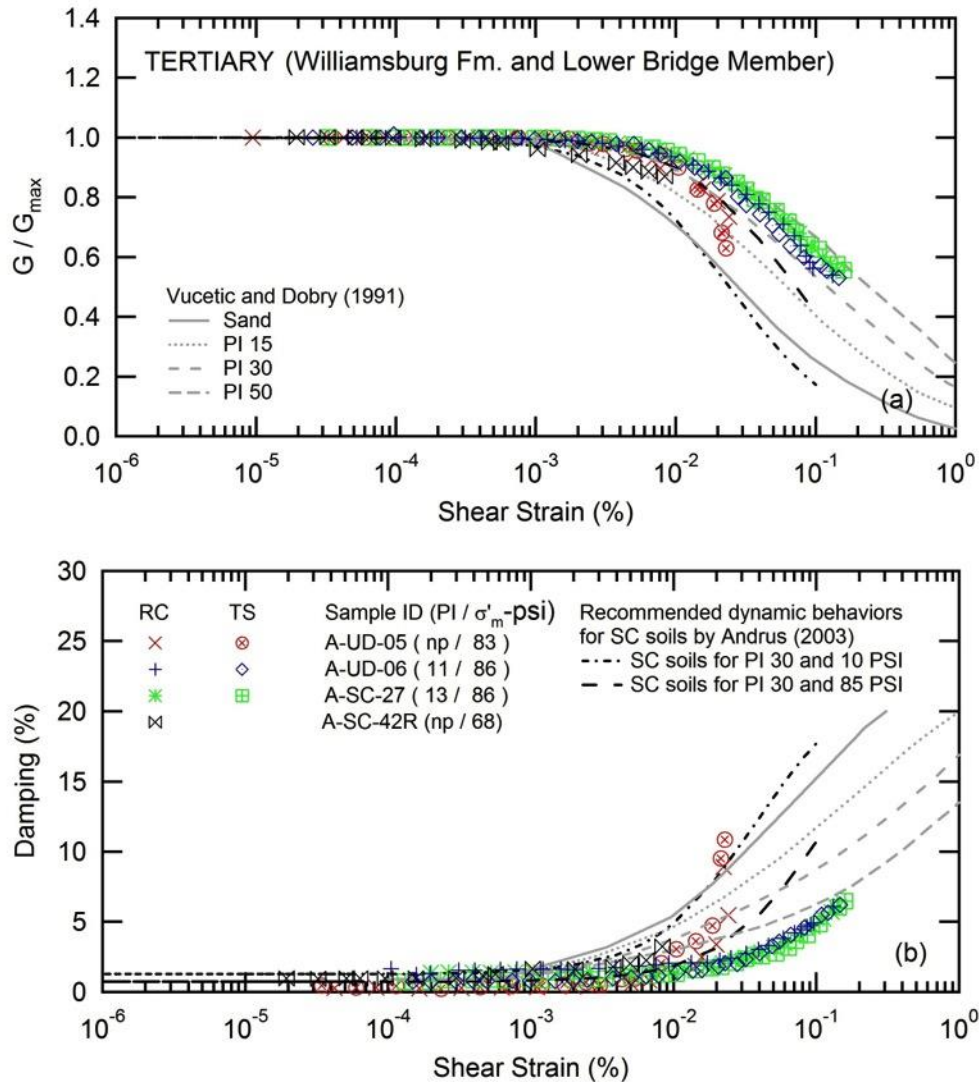 1.4
1.2
1.0
0.8
0.6
0.4
0.2
0.0
G / Gmax
TERTIARY (Williamsburg Fm. and Lower Bridge Member)
Vucetic and Dobry (1991)
Sand
PI 15
PI 30
PI 50
(a)
10⁻⁶ 10⁻⁵ 10⁻⁴ 10⁻³ 10⁻² 10⁻¹ 10⁰
Shear Strain (%)
30
25
20
15
10
5
0
Damping (%)
RC TS Sample ID (PI / σ'm-psi)
A-UD-05 ( np / 83 )
A-UD-06 ( 11 / 86 )
A-SC-27 ( 13 / 86 )
A-SC-42R (np / 68)
Recommended dynamic behaviors
for SC soils by Andrus (2003)
SC soils for PI 30 and 10 PSI
SC soils for PI 30 and 85 PSI
(b)
10⁻⁶ 10⁻⁵ 10⁻⁴ 10⁻³ 10⁻² 10⁻¹ 10⁰
Shear Strain (%)